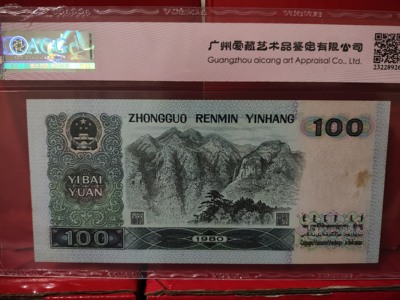 广州爱藏艺术品鉴定有限公司
Guangzhou aicang art Appraisal Co., Ltd.
23228926
ZHONGGUO RENMIN YINHANG
100
YIBAI
YUAN
100
1980